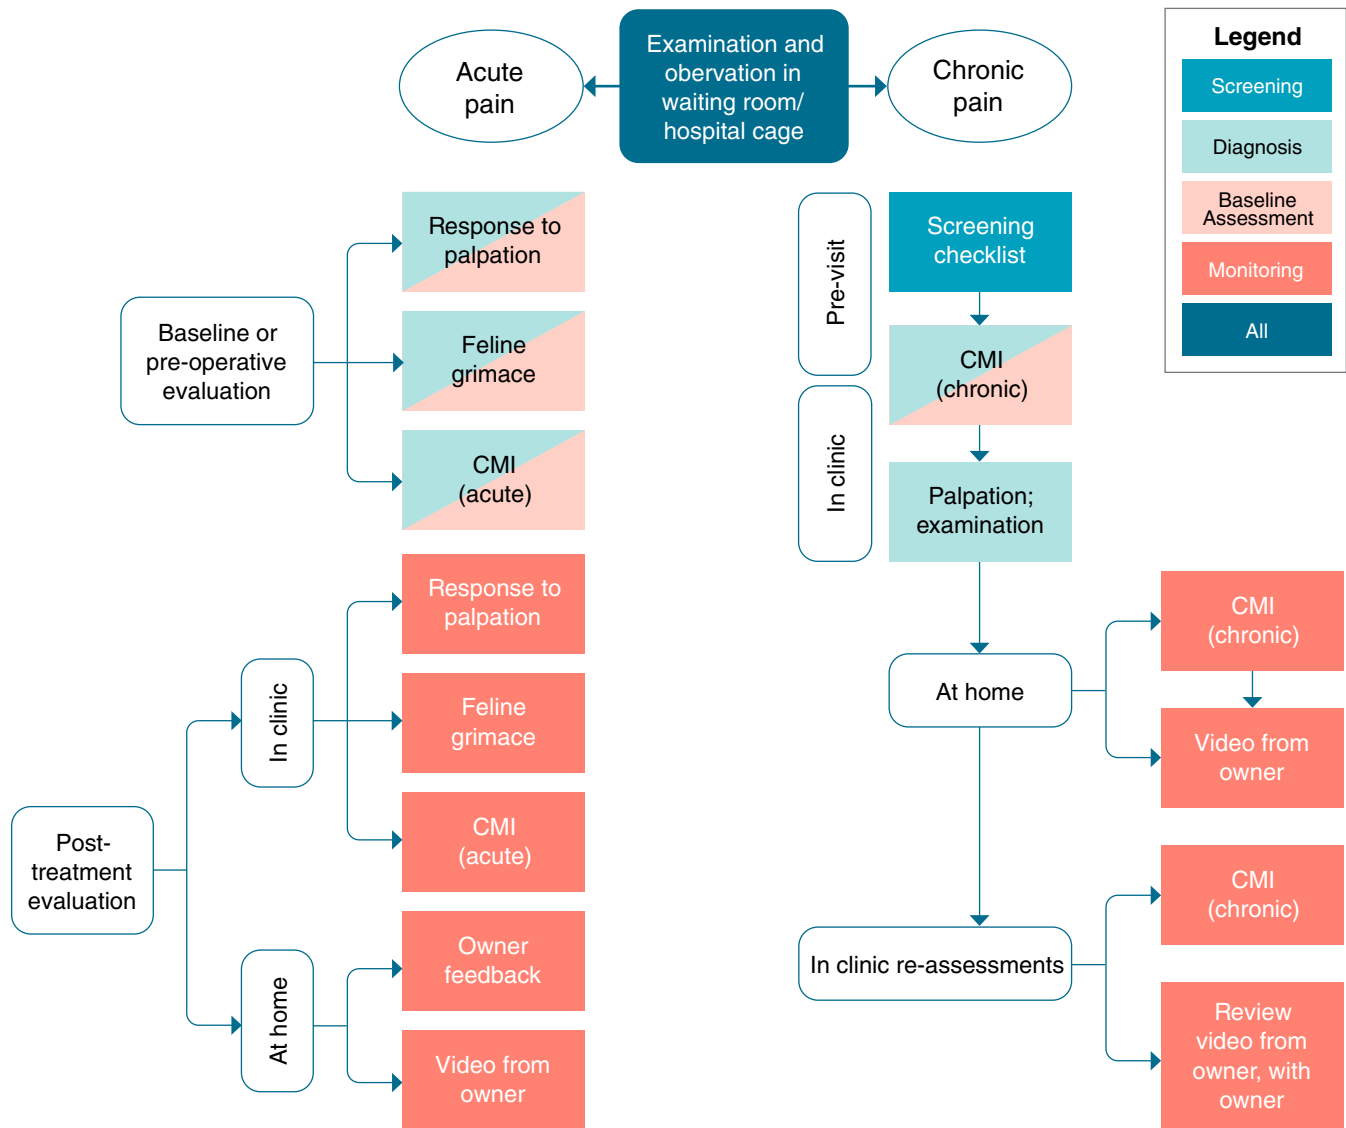 Acute
pain
Examination and
obervation in
waiting room/
hospital cage
Chronic
pain
Legend
Screening
Diagnosis
Baseline
Assessment
Monitoring
All
Baseline or
pre-operative
evaluation
Response to
palpation
Feline
grimace
CMI
(acute)
Post-
treatment
evaluation
In clinic
Response to
palpation
Feline
grimace
CMI
(acute)
At home
Owner
feedback
Video from
owner
Pre-visit
In clinic
Screening
checklist
CMI
(chronic)
Palpation;
examination
At home
CMI
(chronic)
Video from
owner
In clinic re-assessments
CMI
(chronic)
Review
video from
owner, with
owner